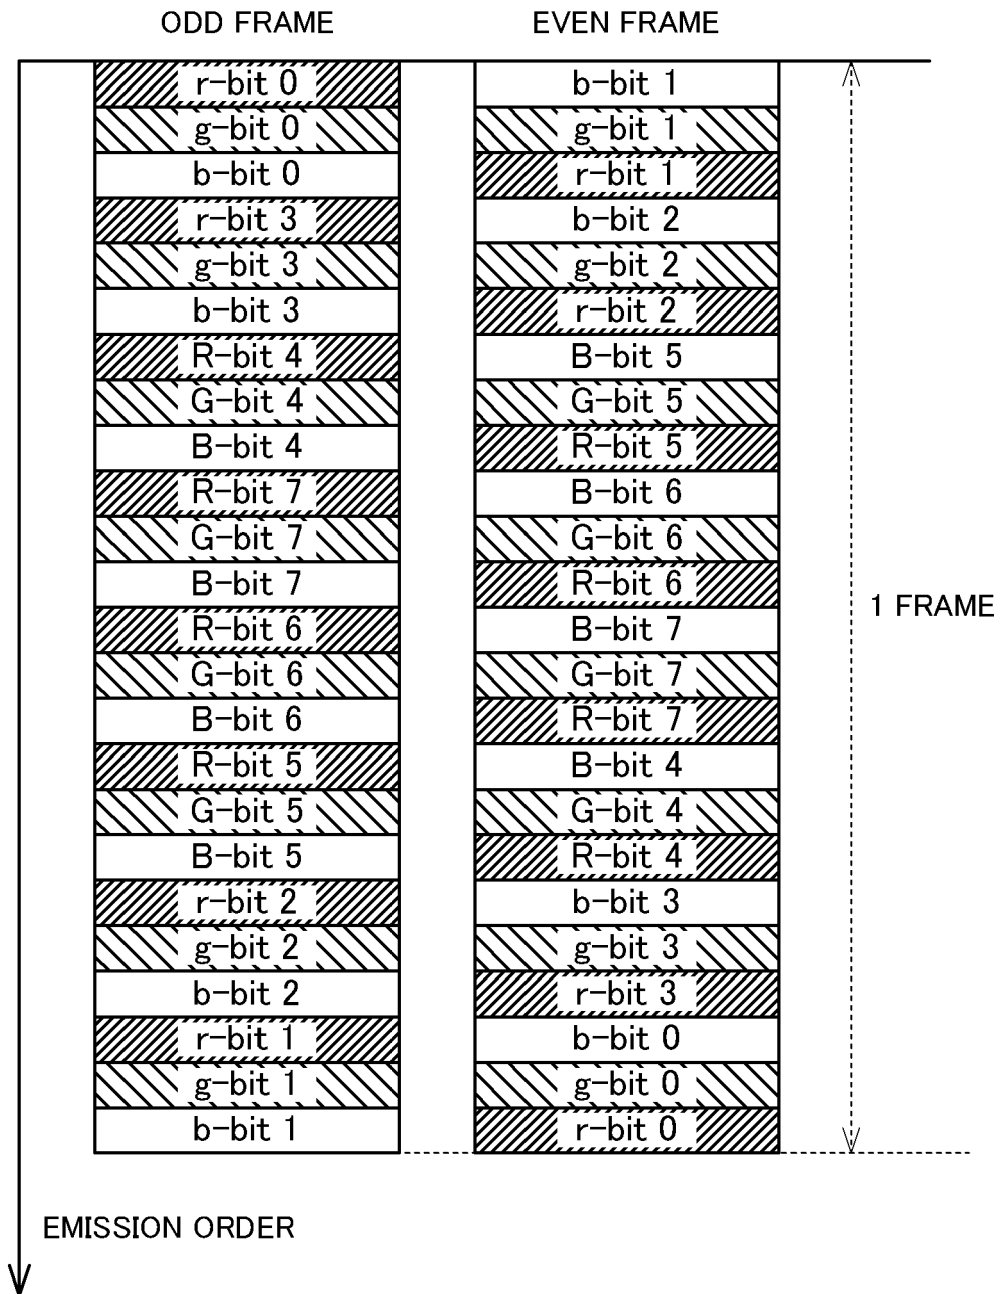 ODD FRAME
EVEN FRAME
r-bit 0
g-bit 0
b-bit 0
r-bit 3
g-bit 3
b-bit 3
R-bit 4
G-bit 4
B-bit 4
R-bit 7
G-bit 7
B-bit 7
R-bit 6
G-bit 6
B-bit 6
R-bit 5
G-bit 5
B-bit 5
r-bit 2
g-bit 2
b-bit 2
r-bit 1
g-bit 1
b-bit 1
b-bit 1
g-bit 1
r-bit 1
b-bit 2
g-bit 2
r-bit 2
B-bit 5
G-bit 5
R-bit 5
B-bit 6
G-bit 6
R-bit 6
B-bit 7
G-bit 7
R-bit 7
B-bit 4
G-bit 4
R-bit 4
b-bit 3
g-bit 3
r-bit 3
b-bit 0
g-bit 0
r-bit 0
1 FRAME
EMISSION ORDER